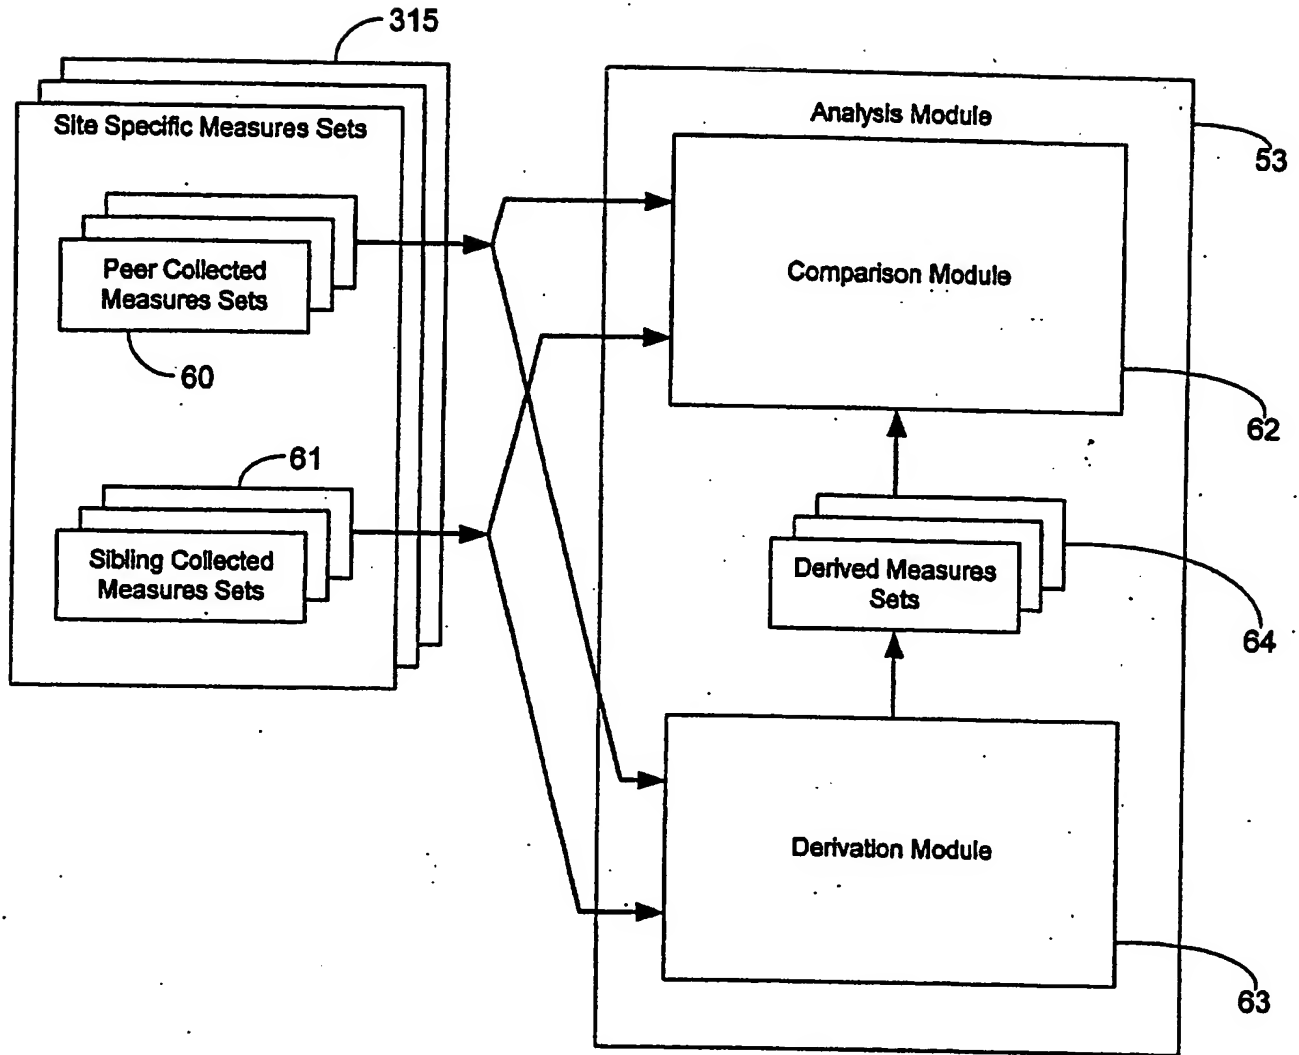 315
Site Specific Measures Sets
Analysis Module
53
Peer Collected
Measures Sets
Comparison Module
60
62
61
Sibling Collected
Measures Sets
Derived Measures
Sets
64
Derivation Module
63